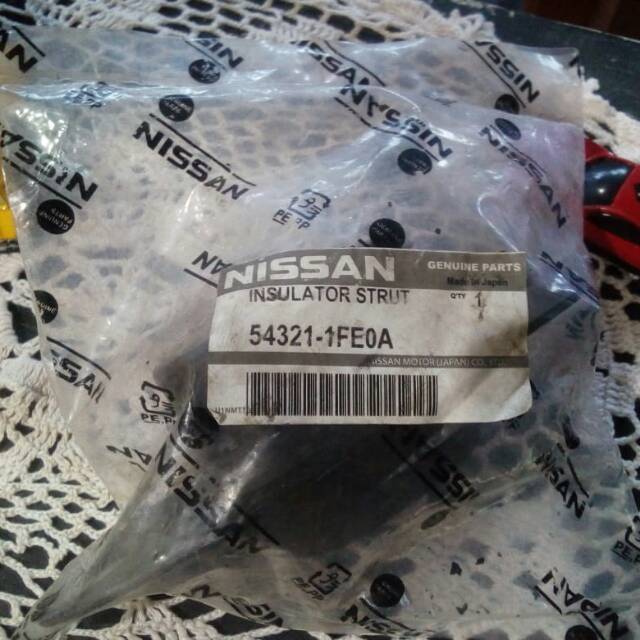 NISSAN
NISSAN
NISSAN
NISSAN
NISSAN
NISSAN
NISSAN GENUINE PARTS
Made in Japan
INSULATOR STRUT QTY 1
54321-1FE0A
NISSAN MOTOR (JAPAN) CO.
NISSAN
NISSAN
NISSAN